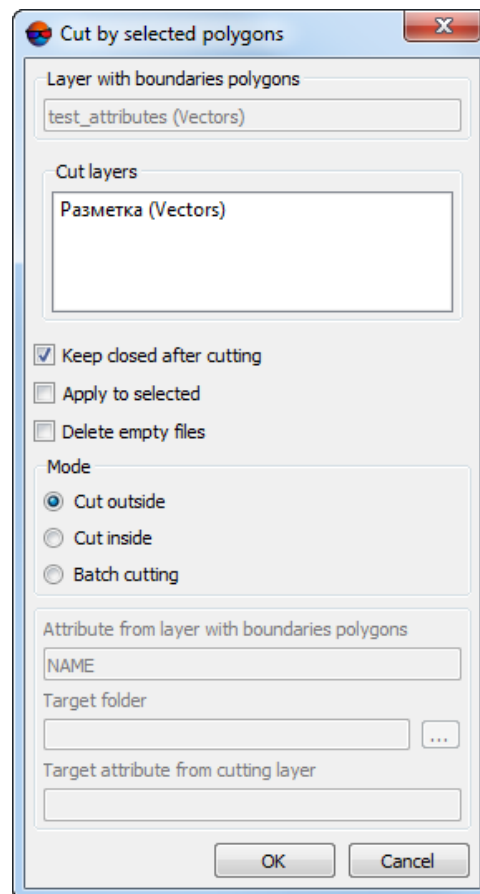 Cut by selected polygons
Layer with boundaries polygons
test_attributes (Vectors)
Cut layers
Разметка (Vectors)
Keep closed after cutting
Apply to selected
Delete empty files
Mode
Cut outside
Cut inside
Batch cutting
Attribute from layer with boundaries polygons
NAME
Target folder
...
Target attribute from cutting layer
OK Cancel